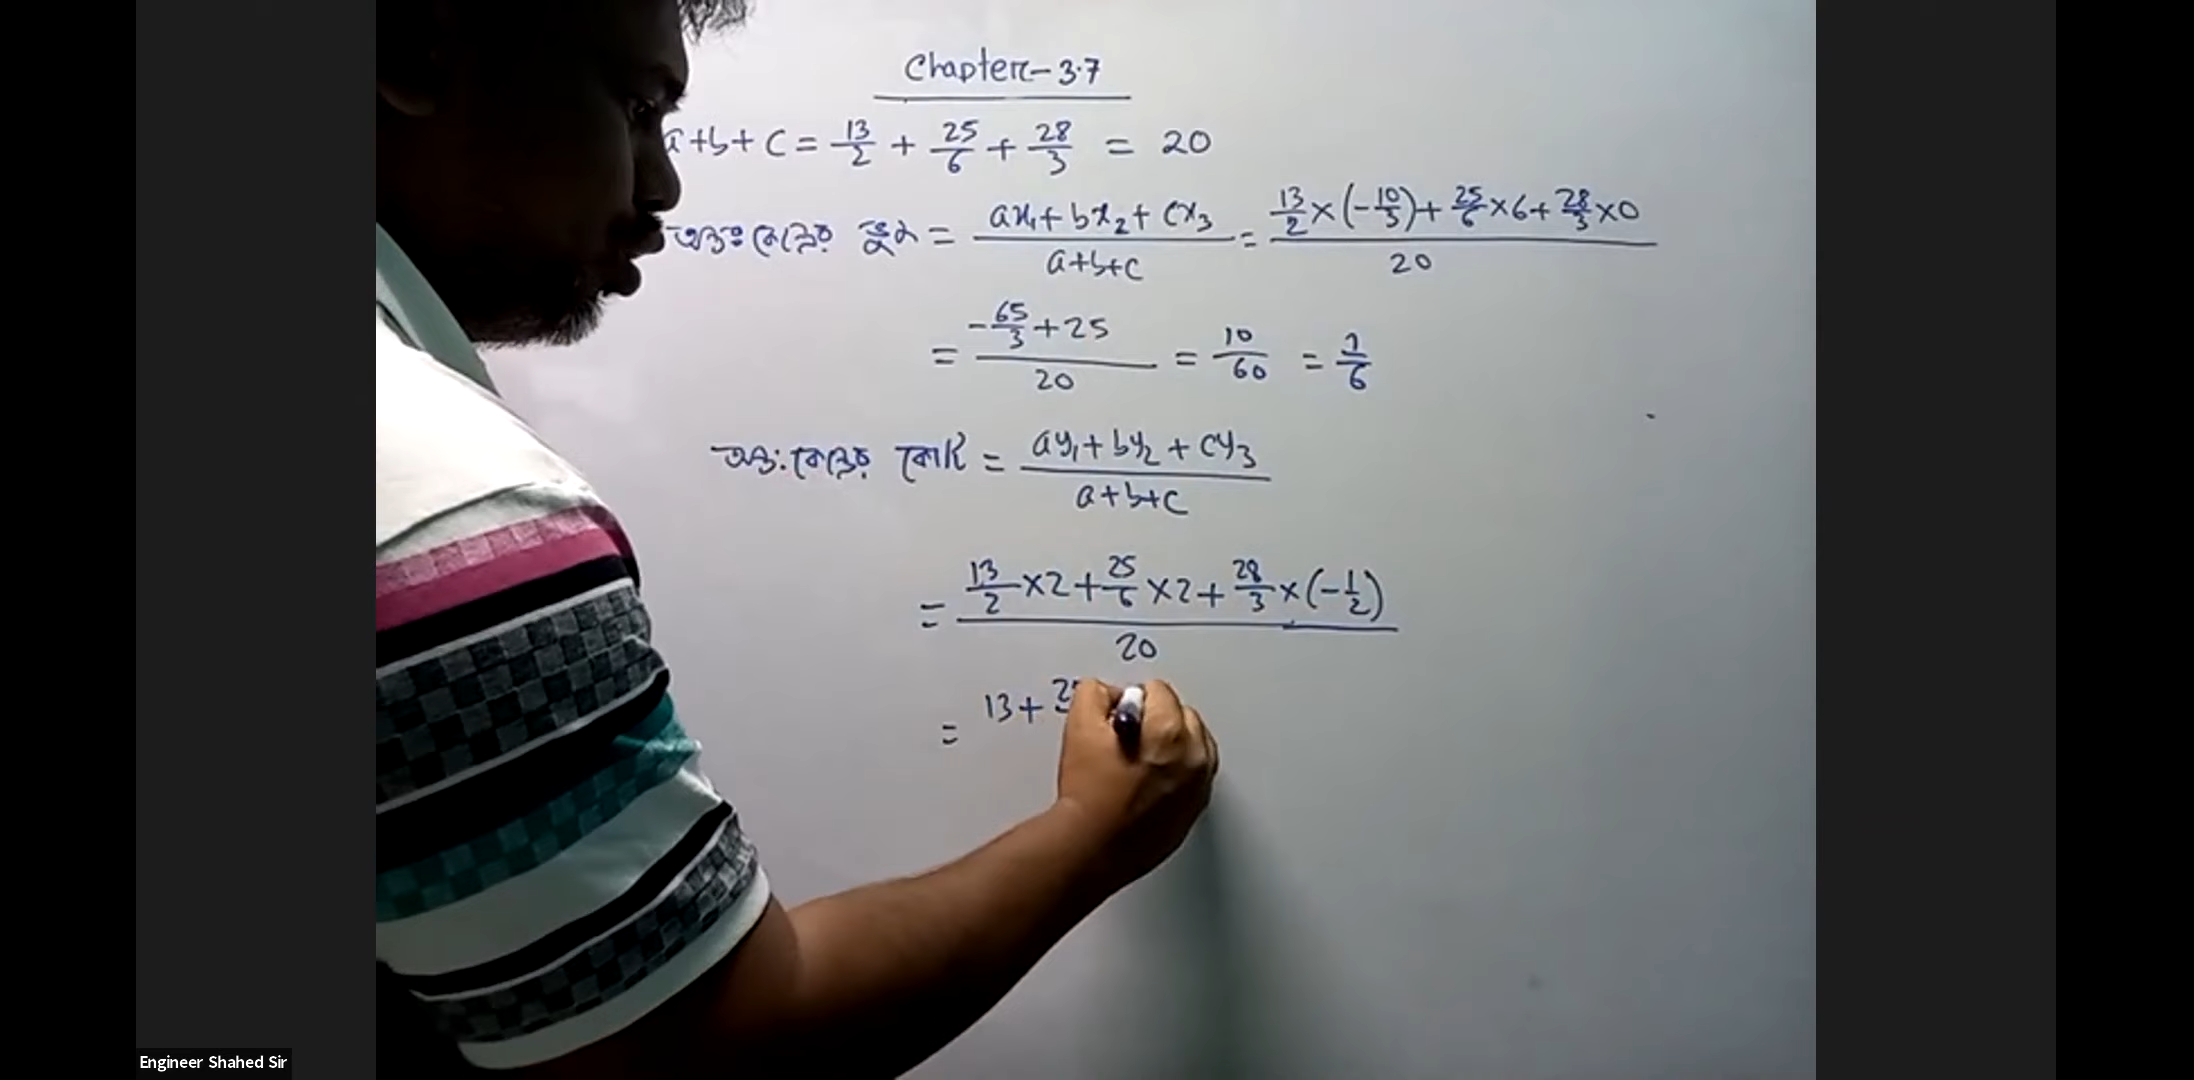 Chapter-3.7
a+b+c = 13/2 + 25/6 + 28/3 = 20
অন্তঃকেন্দ্রের ভুজ = (ax₁+bx₂+cx₃)/(a+b+c) = (13/2×(-10/3)+25/6×6+28/3×0)/20
= (-65/3+25)/20 = 10/60 = 1/6
অন্ত:কেন্দ্রের কোটি = (ay₁+by₂+cy₃)/(a+b+c)
= (13/2×2+25/6×2+28/3×(-1/2))/20
= 13+
Engineer Shahed Sir